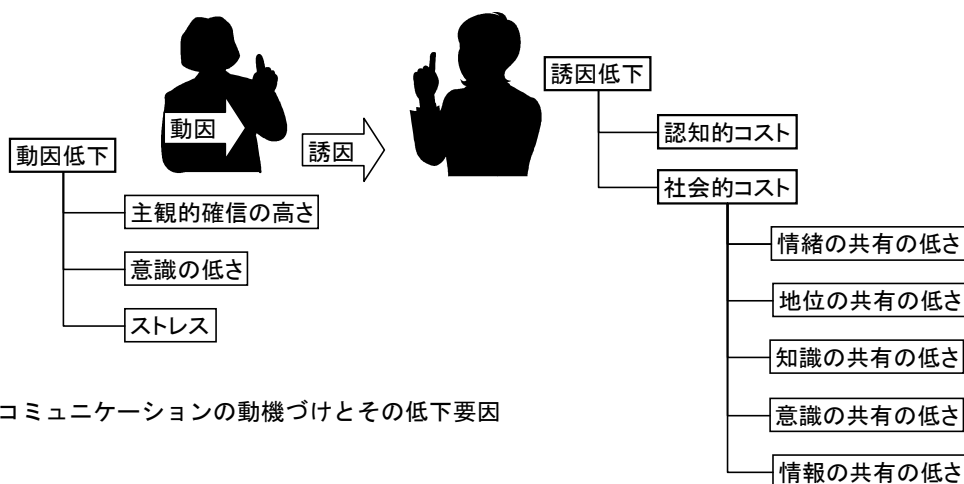 誘因低下
動因
認知的コスト
誘因
動因低下
社会的コスト
主観的確信の高さ
情緒の共有の低さ
意識の低さ
地位の共有の低さ
ストレス
知識の共有の低さ
コミュニケーションの動機づけとその低下要因
意識の共有の低さ
情報の共有の低さ